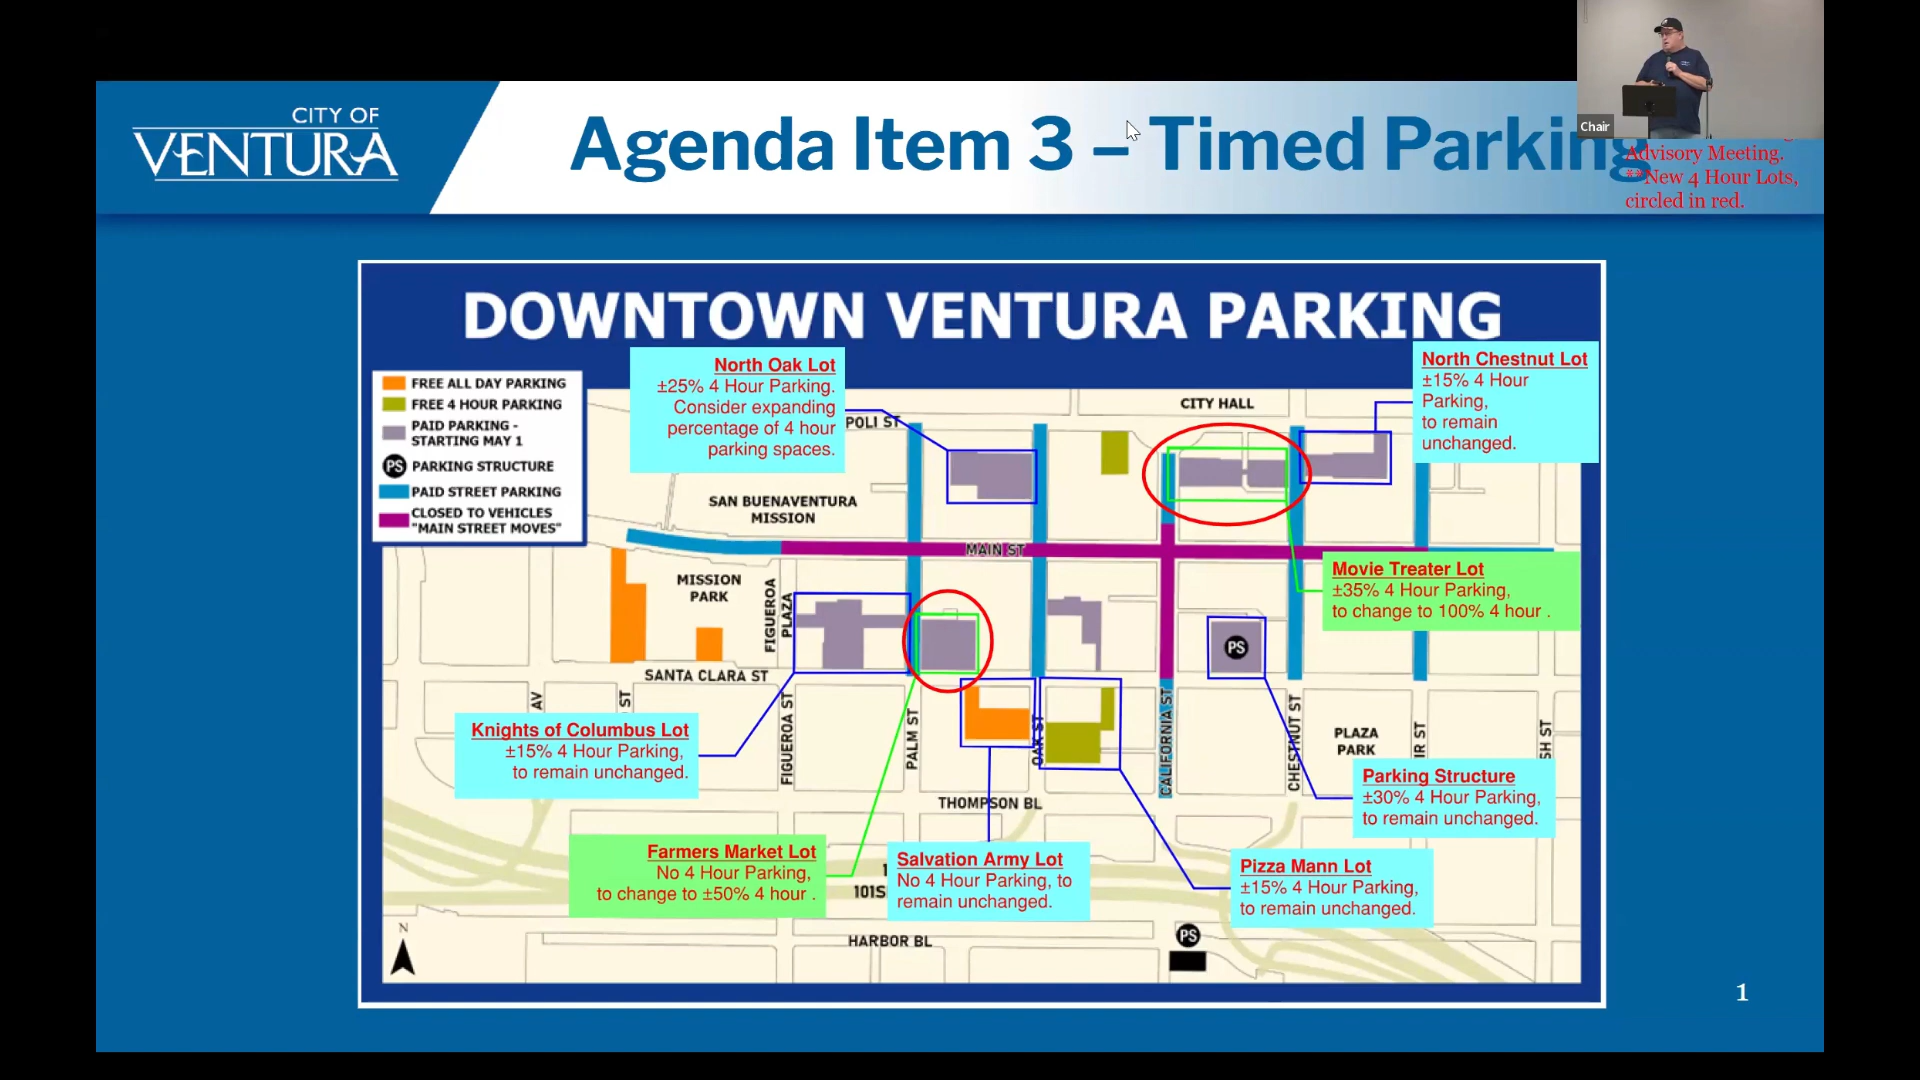 CITY OF
VENTURA
Agenda Item 3 – Timed Parking
Chair
Advisory Meeting.
**New 4 Hour Lots,
circled in red.
DOWNTOWN VENTURA PARKING
FREE ALL DAY PARKING
FREE 4 HOUR PARKING
PAID PARKING -
STARTING MAY 1
PS PARKING STRUCTURE
PAID STREET PARKING
CLOSED TO VEHICLES
"MAIN STREET MOVES"
North Oak Lot
±25% 4 Hour Parking.
Consider expanding
percentage of 4 hour
parking spaces.
POLI ST
CITY HALL
North Chestnut Lot
±15% 4 Hour
Parking,
to remain
unchanged.
SAN BUENAVENTURA
MISSION
MAIN ST
Movie Treater Lot
±35% 4 Hour Parking,
to change to 100% 4 hour .
MISSION
PARK
FIGUEROA
PLAZA
PS
SANTA CLARA ST
AV
ST
FIGUEROA ST
PALM ST
OAK ST
CALIFORNIA ST
CHESTNUT ST
PLAZA
PARK
IR ST
SH ST
Knights of Columbus Lot
±15% 4 Hour Parking,
to remain unchanged.
Parking Structure
±30% 4 Hour Parking,
to remain unchanged.
THOMPSON BL
Farmers Market Lot
No 4 Hour Parking,
to change to ±50% 4 hour .
Salvation Army Lot
No 4 Hour Parking, to
remain unchanged.
Pizza Mann Lot
±15% 4 Hour Parking,
to remain unchanged.
101S
HARBOR BL
PS
N
1